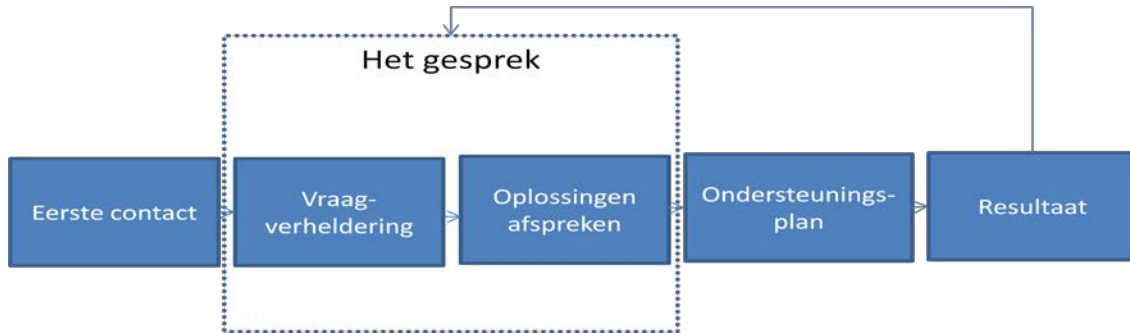 Het gesprek
Eerste contact
Vraag-
verheldering
Oplossingen
afspreken
Ondersteunings-
plan
Resultaat